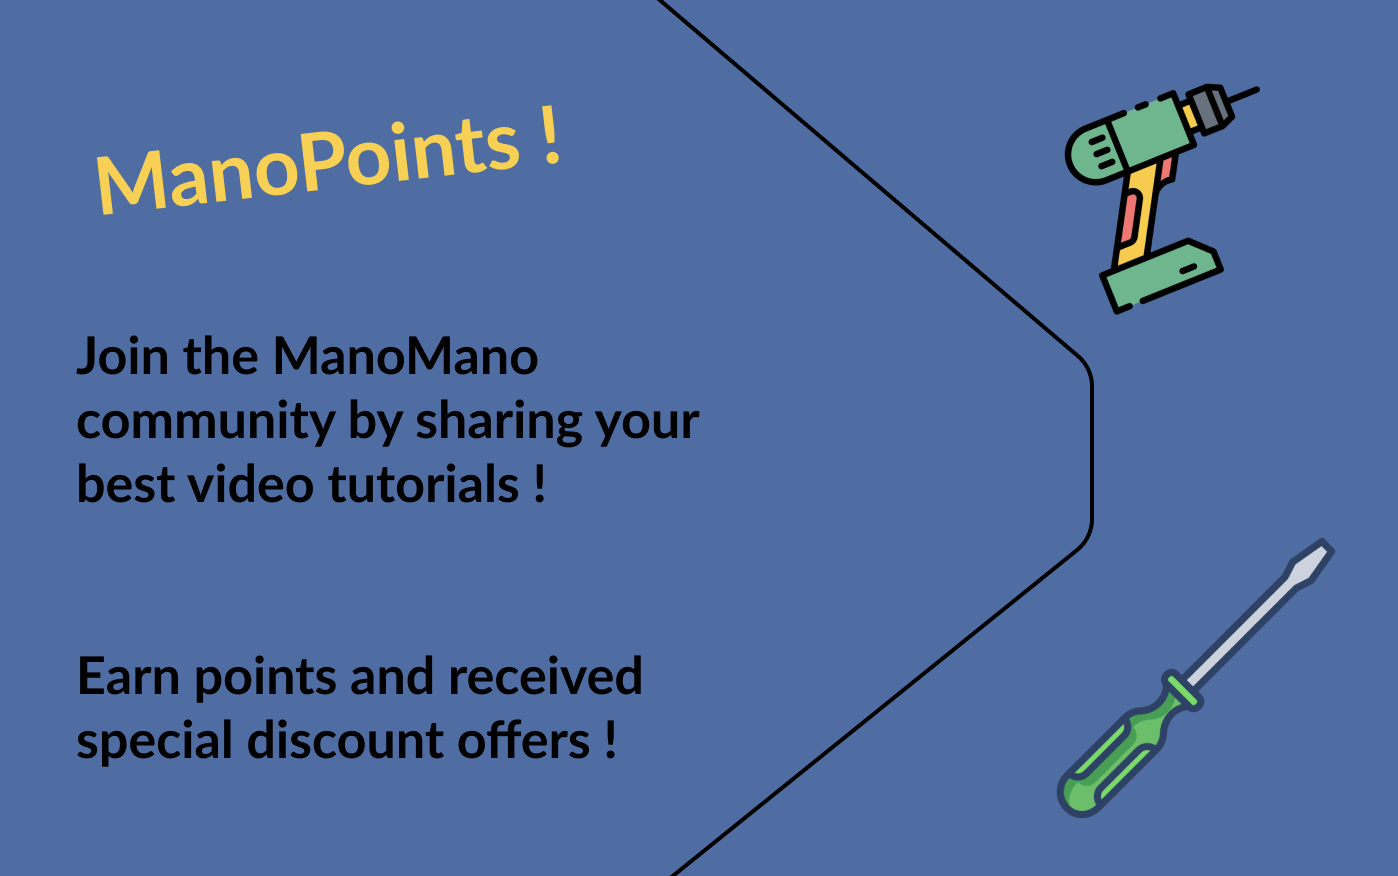 ManoPoints !
Join the ManoMano
community by sharing your
best video tutorials !
Earn points and received
special discount offers !